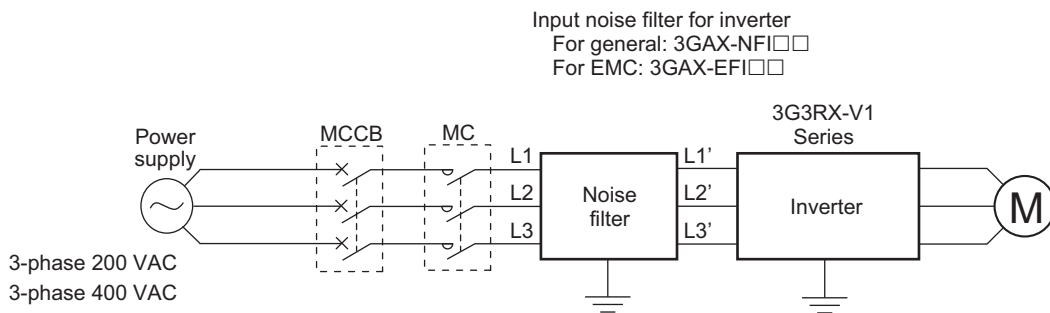 Input noise filter for inverter
For general: 3GAX-NFI□□
For EMC: 3GAX-EFI□□
3G3RX-V1
Series
Power
supply
MCCB
MC
L1
L1’
L2
L2’
L3
L3’
Noise
filter
Inverter
M
3-phase 200 VAC
3-phase 400 VAC